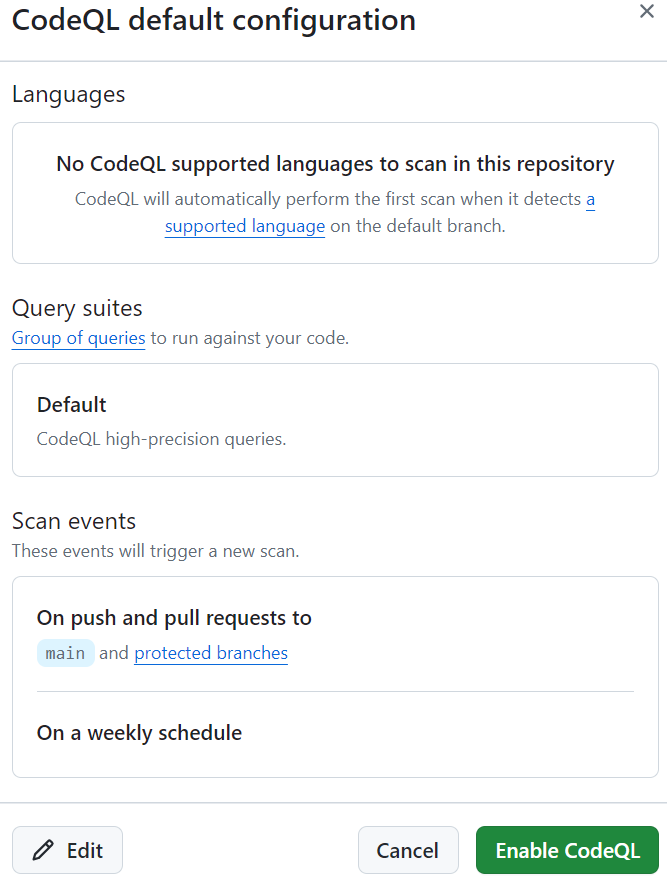 CodeQL default configuration
Languages
No CodeQL supported languages to scan in this repository
CodeQL will automatically perform the first scan when it detects a
supported language on the default branch.
Query suites
Group of queries to run against your code.
Default
CodeQL high-precision queries.
Scan events
These events will trigger a new scan.
On push and pull requests to
main and protected branches
On a weekly schedule
Edit
Cancel
Enable CodeQL